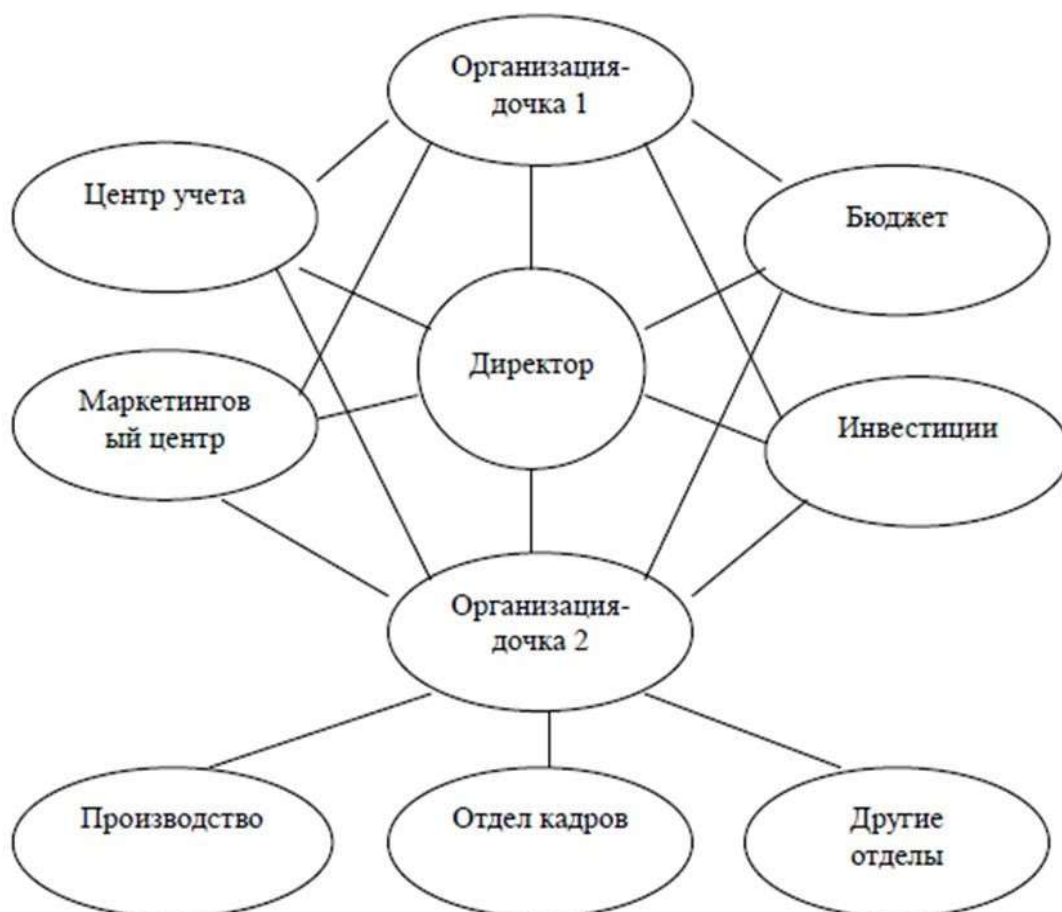 Организация-
дочка 1
Центр учета
Бюджет
Директор
Маркетингов
ый центр
Инвестиции
Организация-
дочка 2
Производство
Отдел кадров
Другие
отделы